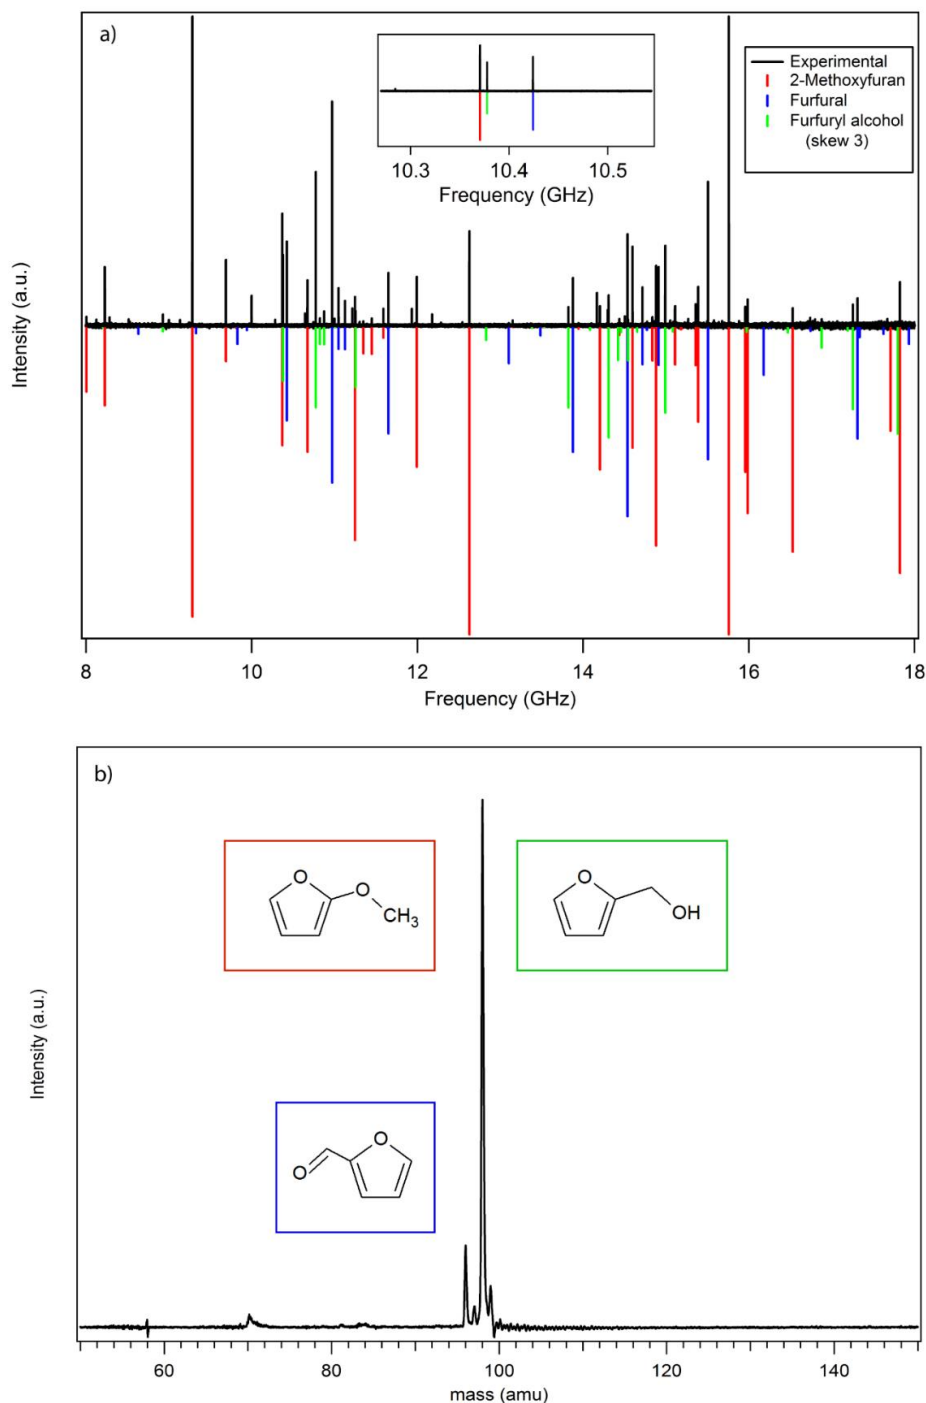 a)
Experimental
2-Methoxyfuran
Furfural
Furfuryl alcohol
(skew 3)
10.3 10.4 10.5
Frequency (GHz)
Intensity (a.u.)
8 10 12 14 16 18
Frequency (GHz)
b)
O
O
CH3
O
OH
O
O
Intensity (a.u.)
60 80 100 120 140
mass (amu)